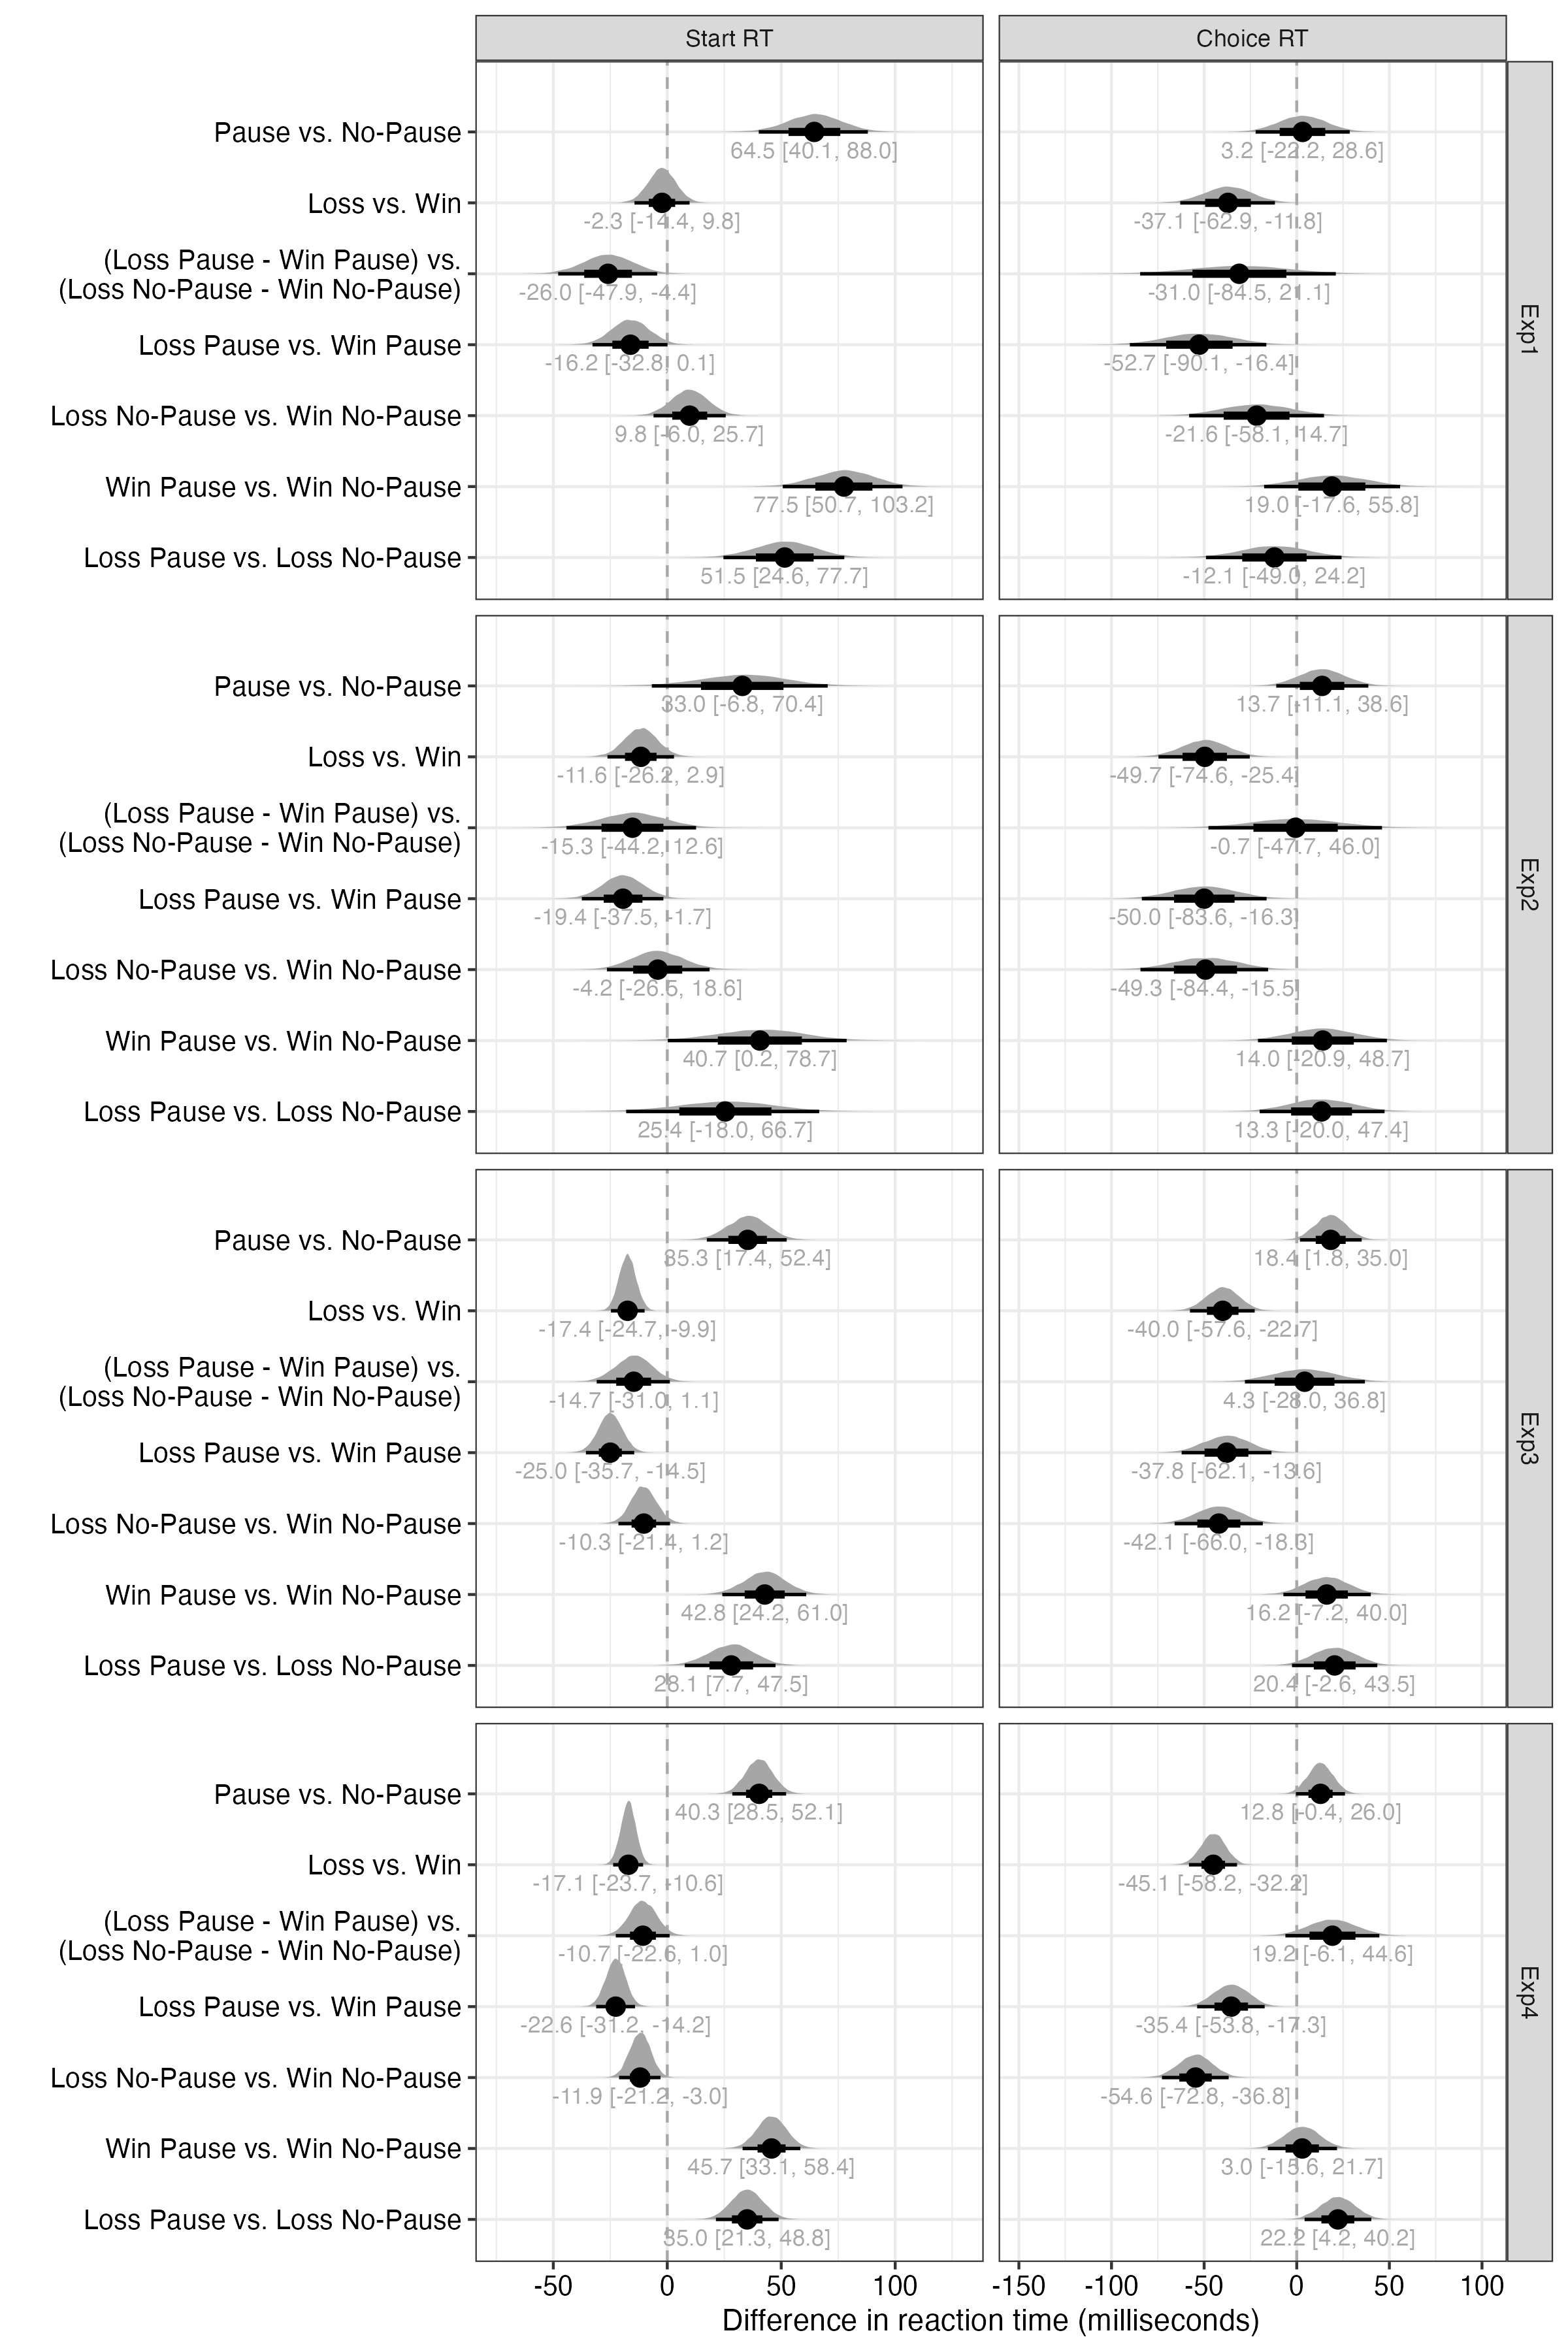 Start RT Choice RT
Exp1
Pause vs. No-Pause
64.5 [40.1, 88.0] 3.2 [-22.2, 28.6]
Loss vs. Win
-2.3 [-14.4, 9.8] -37.1 [-62.9, -11.8]
(Loss Pause - Win Pause) vs.
(Loss No-Pause - Win No-Pause)
-26.0 [-47.9, -4.4] -31.0 [-84.5, 21.1]
Loss Pause vs. Win Pause
-16.2 [-32.8, 0.1] -52.7 [-90.1, -16.4]
Loss No-Pause vs. Win No-Pause
9.8 [-6.0, 25.7] -21.6 [-58.1, 14.7]
Win Pause vs. Win No-Pause
77.5 [50.7, 103.2] 19.0 [-17.6, 55.8]
Loss Pause vs. Loss No-Pause
51.5 [24.6, 77.7] -12.1 [-49.0, 24.2]
Exp2
Pause vs. No-Pause
33.0 [-6.8, 70.4] 13.7 [-11.1, 38.6]
Loss vs. Win
-11.6 [-26.2, 2.9] -49.7 [-74.6, -25.4]
(Loss Pause - Win Pause) vs.
(Loss No-Pause - Win No-Pause)
-15.3 [-44.2, 12.6] -0.7 [-47.7, 46.0]
Loss Pause vs. Win Pause
-19.4 [-37.5, -1.7] -50.0 [-83.6, -16.3]
Loss No-Pause vs. Win No-Pause
-4.2 [-26.5, 18.6] -49.3 [-84.4, -15.5]
Win Pause vs. Win No-Pause
40.7 [0.2, 78.7] 14.0 [-20.9, 48.7]
Loss Pause vs. Loss No-Pause
25.4 [-18.0, 66.7] 13.3 [-20.0, 47.4]
Exp3
Pause vs. No-Pause
35.3 [17.4, 52.4] 18.4 [1.8, 35.0]
Loss vs. Win
-17.4 [-24.7, -9.9] -40.0 [-57.6, -22.7]
(Loss Pause - Win Pause) vs.
(Loss No-Pause - Win No-Pause)
-14.7 [-31.0, 1.1] 4.3 [-28.0, 36.8]
Loss Pause vs. Win Pause
-25.0 [-35.7, -14.5] -37.8 [-62.1, -13.6]
Loss No-Pause vs. Win No-Pause
-10.3 [-21.4, 1.2] -42.1 [-66.0, -18.3]
Win Pause vs. Win No-Pause
42.8 [24.2, 61.0] 16.2 [-7.2, 40.0]
Loss Pause vs. Loss No-Pause
28.1 [7.7, 47.5] 20.4 [-2.6, 43.5]
Exp4
Pause vs. No-Pause
40.3 [28.5, 52.1] 12.8 [-0.4, 26.0]
Loss vs. Win
-17.1 [-23.7, -10.6] -45.1 [-58.2, -32.2]
(Loss Pause - Win Pause) vs.
(Loss No-Pause - Win No-Pause)
-10.7 [-22.6, 1.0] 19.2 [-6.1, 44.6]
Loss Pause vs. Win Pause
-22.6 [-31.2, -14.2] -35.4 [-53.8, -17.3]
Loss No-Pause vs. Win No-Pause
-11.9 [-21.2, -3.0] -54.6 [-72.8, -36.8]
Win Pause vs. Win No-Pause
45.7 [33.1, 58.4] 3.0 [-15.6, 21.7]
Loss Pause vs. Loss No-Pause
35.0 [21.3, 48.8] 22.2 [4.2, 40.2]
-50 0 50 100 -150 -100 -50 0 50 100
Difference in reaction time (milliseconds)